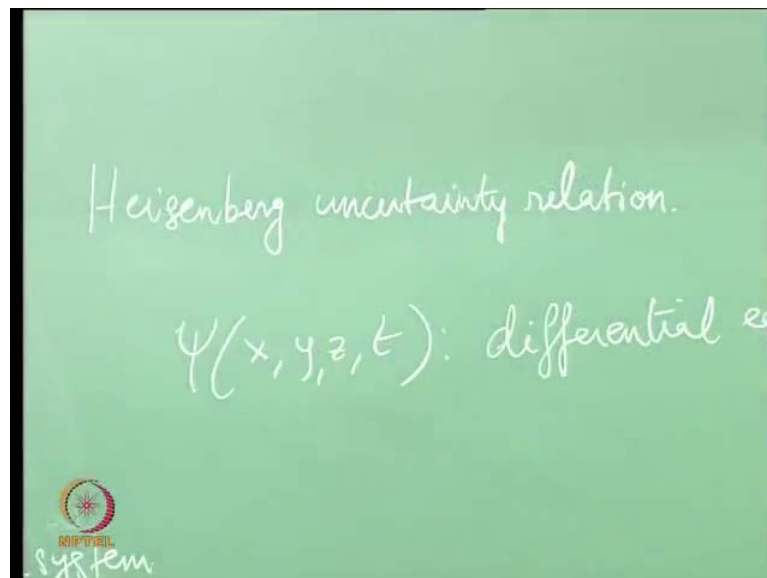 Heisenberg uncertainty relation.
Ψ(x, y, z, t): differential e
NPTEL
system